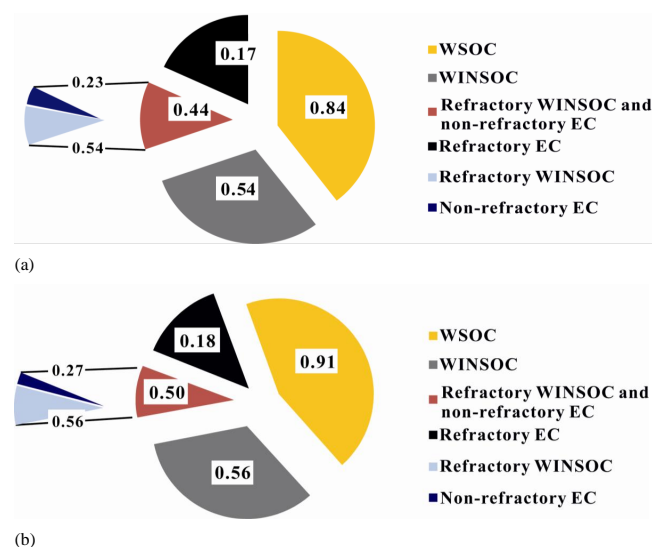 0.17
0.23
0.44
0.84
0.54
0.54
WSOC
WINSOC
Refractory WINSOC and
non-refractory EC
Refractory EC
Refractory WINSOC
Non-refractory EC
(a)
0.18
0.91
0.27
0.50
0.56
0.56
WSOC
WINSOC
Refractory WINSOC and
non-refractory EC
Refractory EC
Refractory WINSOC
Non-refractory EC
(b)